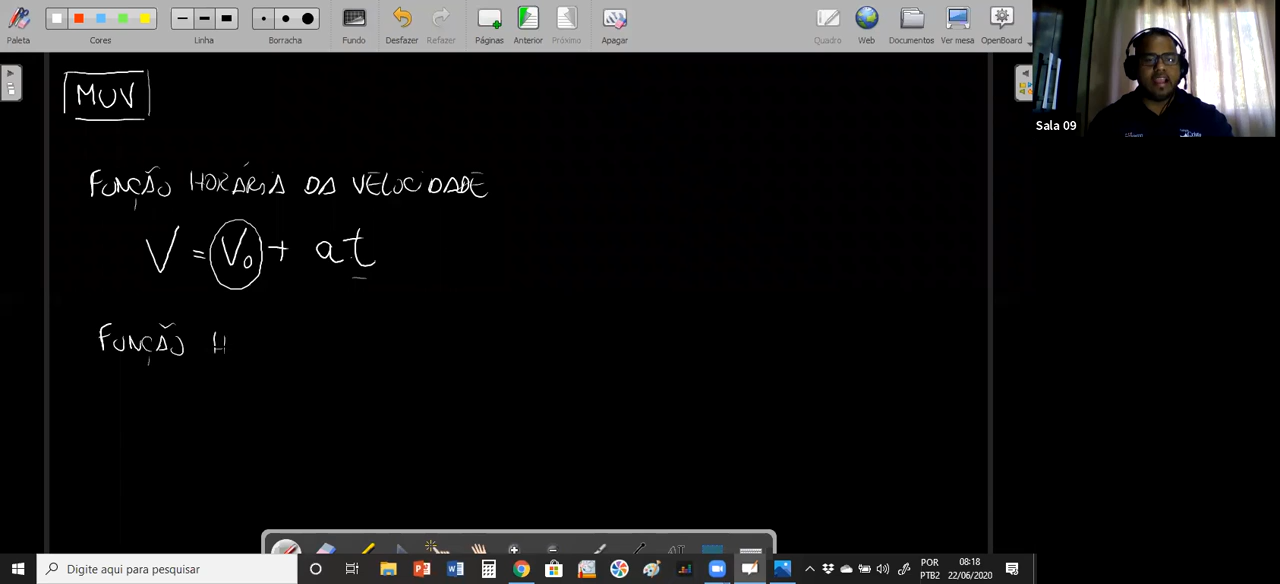 Paleta Cores Linha Borracha Fundo Desfazer Refazer Páginas Anterior Próximo Apagar Quadro Web Documentos Ver mesa OpenBoard
Sala 09
MUV
FUNÇÃO HORÁRIA DA VELOCIDADE
V = V₀ + at
FUNÇÃO H
Digite aqui para pesquisar
POR 08:18
PTB2 22/06/2020